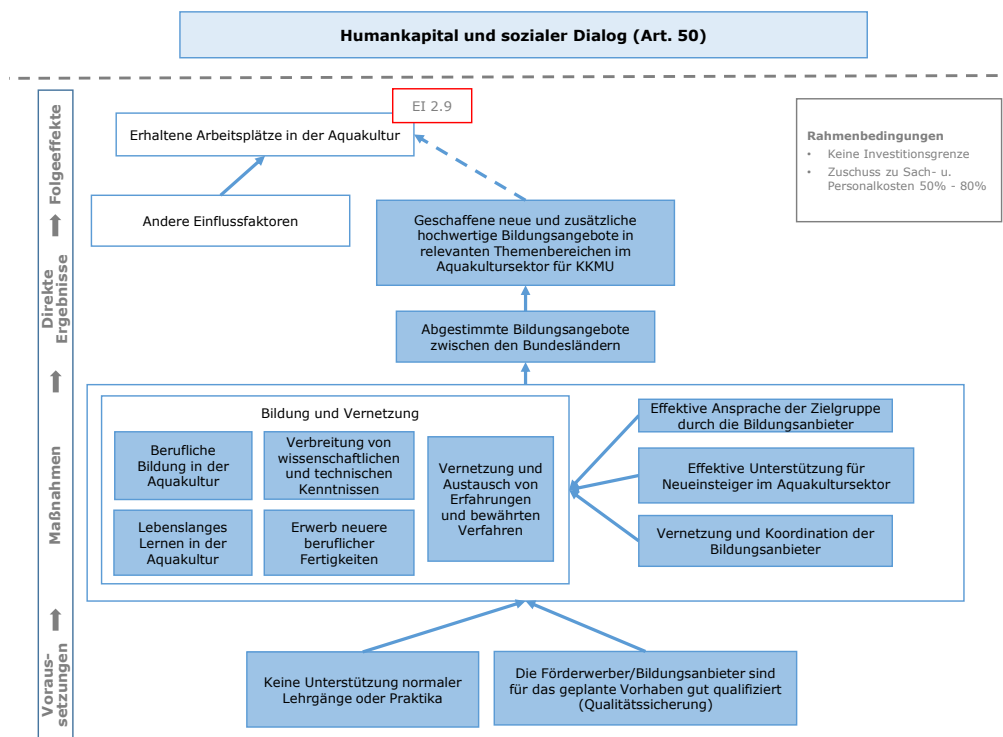 Humankapital und sozialer Dialog (Art. 50)
EI 2.9
Erhaltene Arbeitsplätze in der Aquakultur
Andere Einflussfaktoren
Rahmenbedingungen
• Keine Investitionsgrenze
• Zuschuss zu Sach- u.
Personalkosten 50% - 80%
Folgeeffekte
Geschaffene neue und zusätzliche
hochwertige Bildungsangebote in
relevanten Themenbereichen im
Aquakultursektor für KKMU
Direkte
Ergebnisse
Abgestimmte Bildungsangebote
zwischen den Bundesländern
Maßnahmen
Bildung und Vernetzung
Berufliche
Bildung in der
Aquakultur
Verbreitung von
wissenschaftlichen
und technischen
Kenntnissen
Vernetzung und
Austausch von
Erfahrungen
und bewährten
Verfahren
Lebenslanges
Lernen in der
Aquakultur
Erwerb neuere
beruflicher
Fertigkeiten
Effektive Ansprache der Zielgruppe
durch die Bildungsanbieter
Effektive Unterstützung für
Neueinsteiger im Aquakultursektor
Vernetzung und Koordination der
Bildungsanbieter
Voraus-
setzungen
Keine Unterstützung normaler
Lehrgänge oder Praktika
Die Förderwerber/Bildungsanbieter sind
für das geplante Vorhaben gut qualifiziert
(Qualitätssicherung)